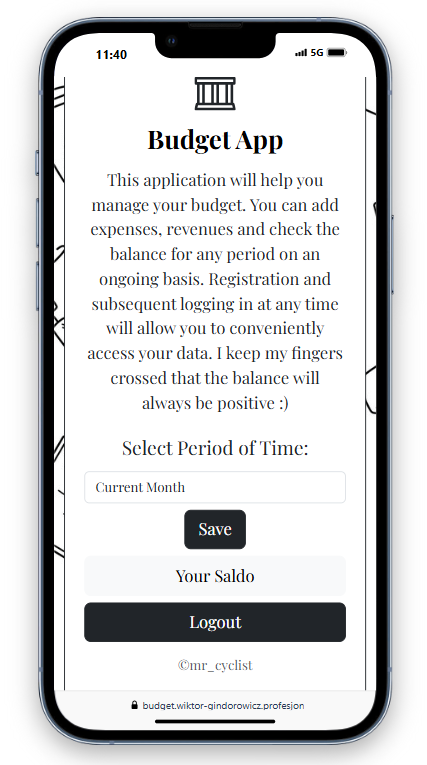 11:40
5G
Budget App
This application will help you
manage your budget. You can add
expenses, revenues and check the
balance for any period on an
ongoing basis. Registration and
subsequent logging in at any time
will allow you to conveniently
access your data. I keep my fingers
crossed that the balance will
always be positive :)
Select Period of Time:
Current Month
Save
Your Saldo
Logout
©mr_cyclist
budget.wiktor-gindorowicz.profesjon